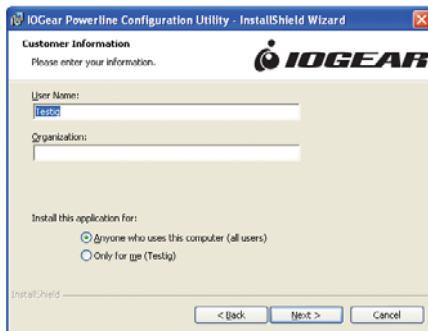 IOGear Powerline Configuration Utility - InstallShield Wizard
Customer Information
Please enter your information.
IOGEAR
User Name:
Testig
Organization:
Install this application for:
Anyone who uses this computer (all users)
Only for me (Testig)
InstallShield
< Back
Next >
Cancel